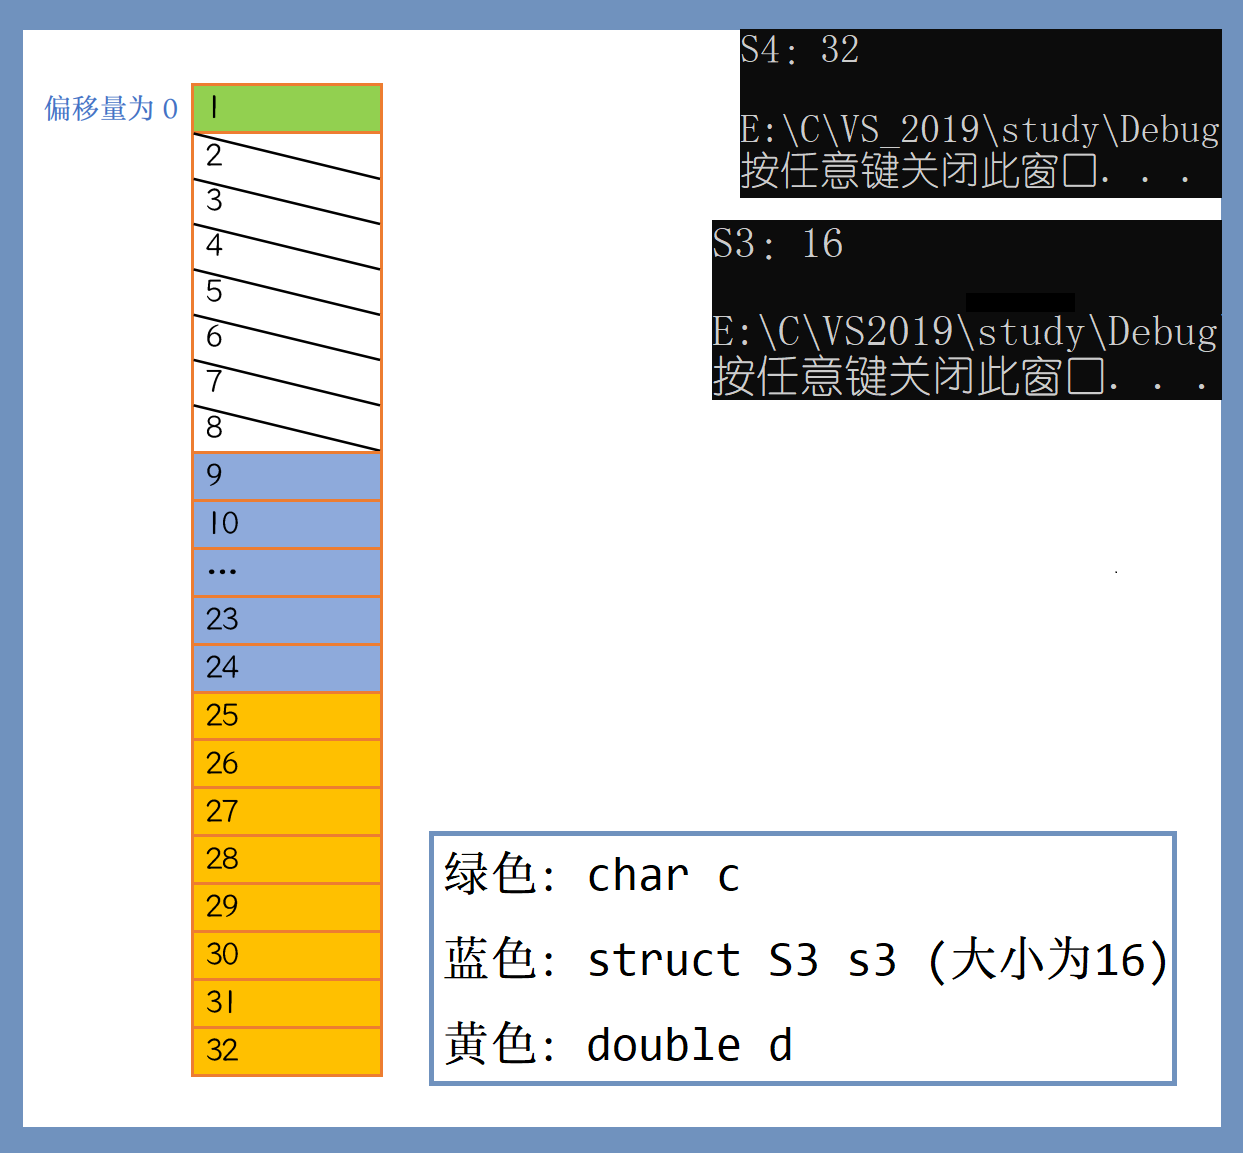 偏移量为 0
1
2
3
4
5
6
7
8
9
10
...
23
24
25
26
27
28
29
30
31
32
S4: 32
E:\C\VS_2019\study\Debug
按任意键关闭此窗口. . .
S3: 16
E:\C\VS2019\study\Debug
按任意键关闭此窗口. . .
绿色: char c
蓝色: struct S3 s3 (大小为16)
黄色: double d